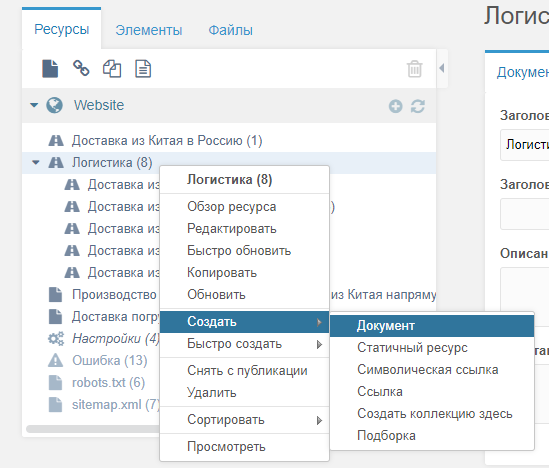 Ресурсы Элементы Файлы
Логис
Website
Докумен
Доставка из Китая в Россию (1)
Логистика (8)
Доставка из
Доставка из )
Доставка из
Доставка из
Доставка из
Производство из Китая напряму
Доставка погру
Настройки (4)
Ошибка (13)
robots.txt (6)
sitemap.xml (7)
Логистика (8)
Обзор ресурса
Редактировать
Быстро обновить
Копировать
Обновить
Создать
Быстро создать
Снять с публикации
Удалить
Сортировать
Просмотреть
Документ
Статичный ресурс
Символическая ссылка
Ссылка
Создать коллекцию здесь
Подборка
Заголов
Логисти
Заголов
Описан